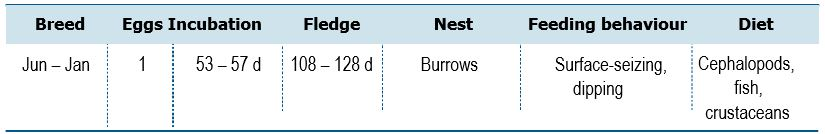 Breed Eggs Incubation Fledge Nest Feeding behaviour Diet
Jun – Jan 1 53 – 57 d 108 – 128 d Burrows Surface-seizing, Cephalopods,
dipping fish,
crustaceans